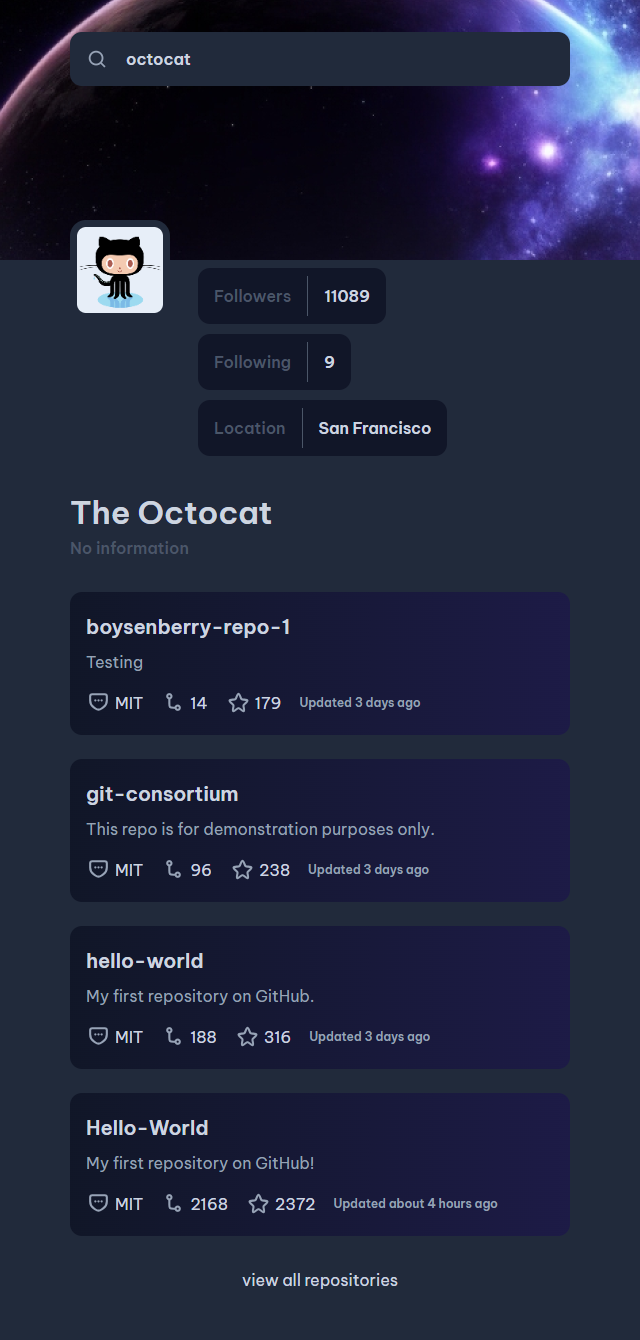 octocat
Followers 11089
Following 9
Location San Francisco
The Octocat
No information
boysenberry-repo-1
Testing
MIT 14 179 Updated 3 days ago
git-consortium
This repo is for demonstration purposes only.
MIT 96 238 Updated 3 days ago
hello-world
My first repository on GitHub.
MIT 188 316 Updated 3 days ago
Hello-World
My first repository on GitHub!
MIT 2168 2372 Updated about 4 hours ago
view all repositories